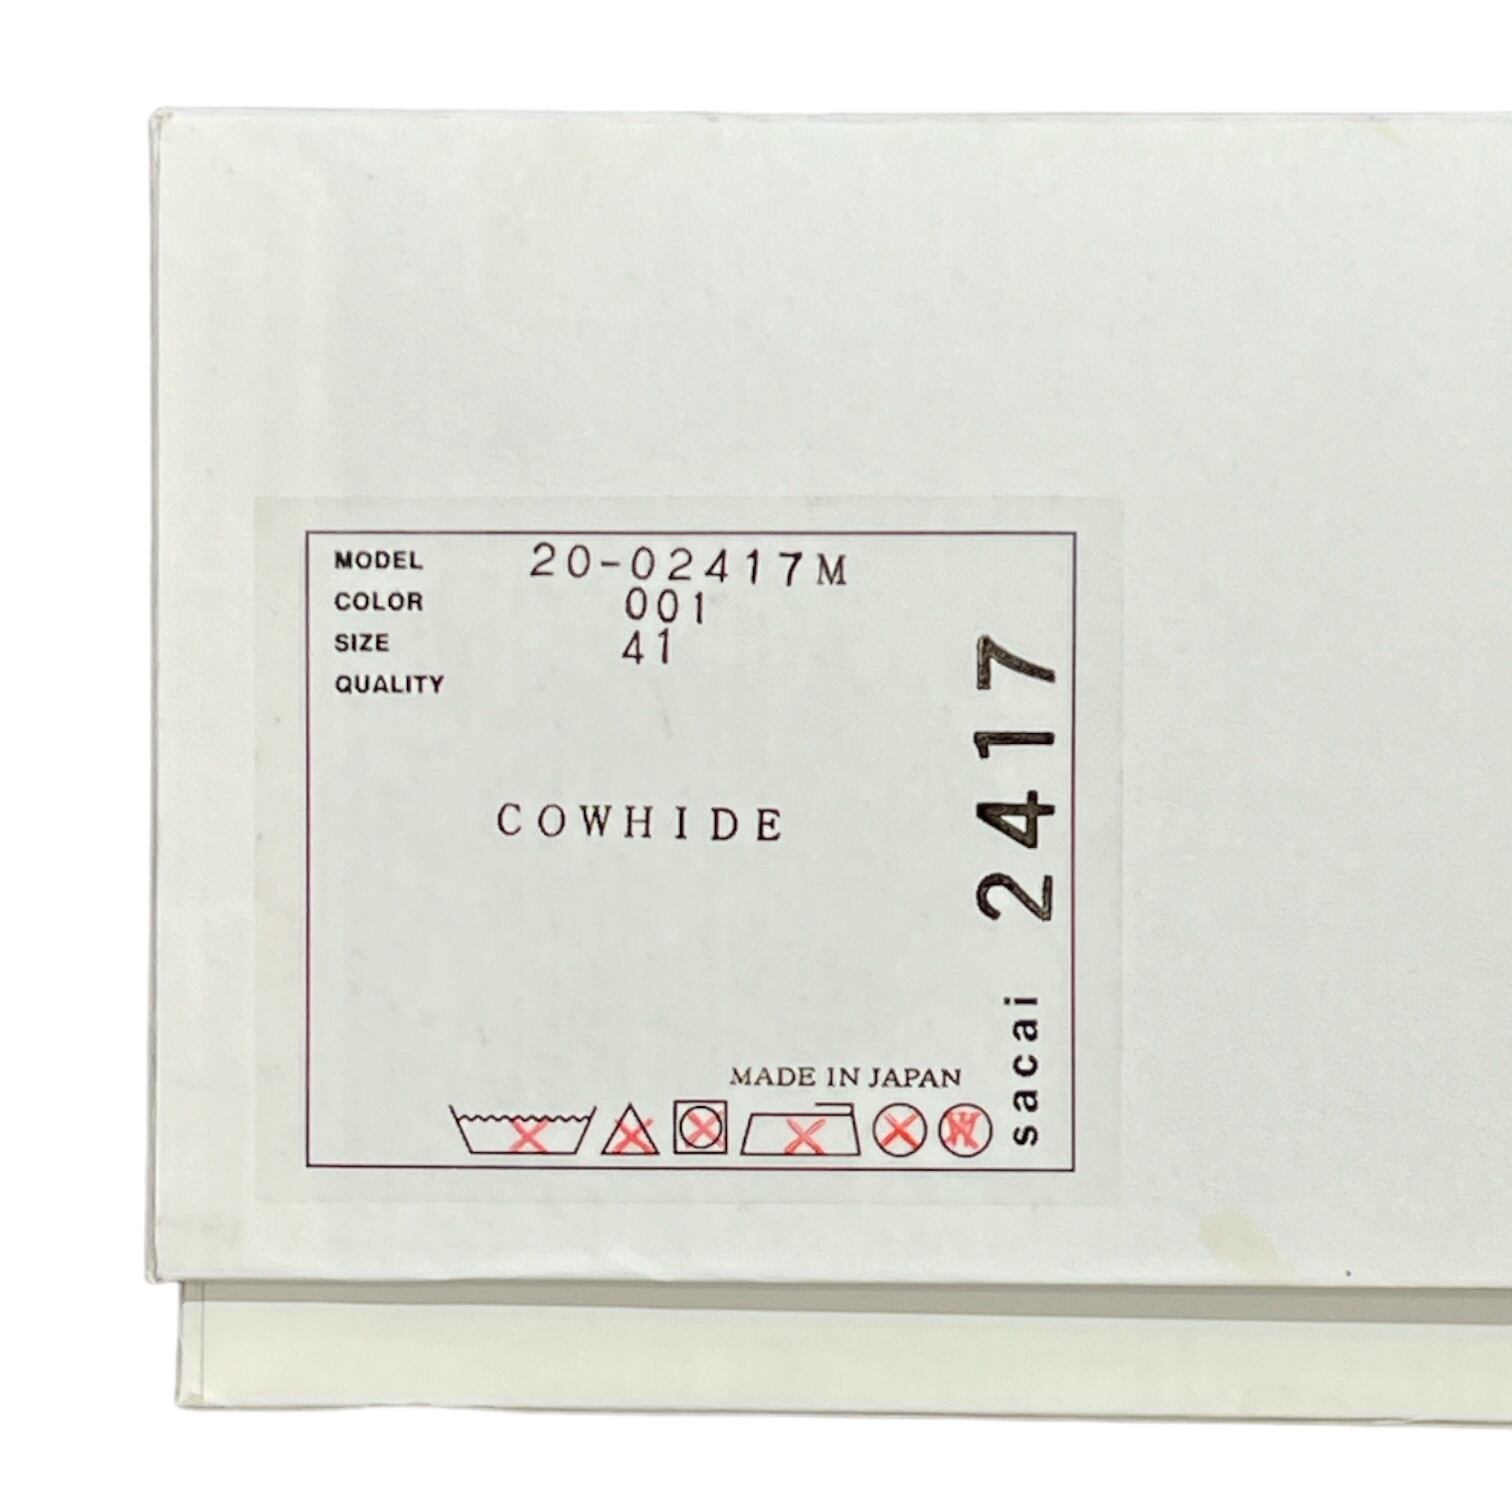 MODEL 20-02417M
COLOR 001
SIZE 41
QUALITY
COWHIDE
MADE IN JAPAN
sacai 2417